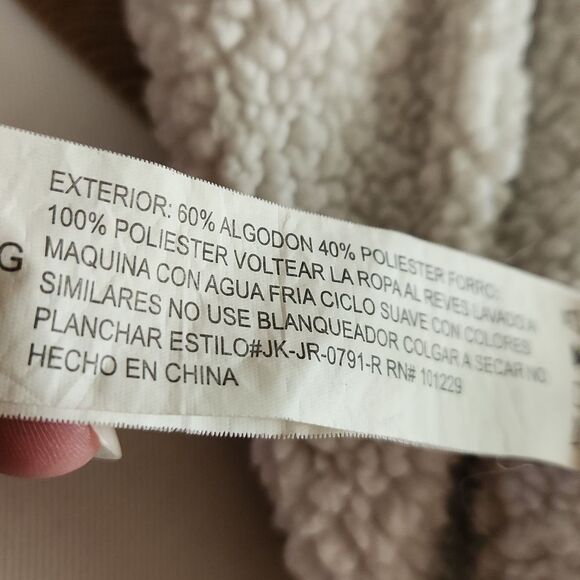 EXTERIOR: 60% ALGODON 40% POLIESTER FORRO:
100% POLIESTER VOLTEAR LA ROPA AL REVES LAVADO A
G MAQUINA CON AGUA FRIA CICLO SUAVE CON COLORES
SIMILARES NO USE BLANQUEADOR COLGAR A SECAR NO
PLANCHAR ESTILO#JK-JR-0791-R RN# 101229
HECHO EN CHINA